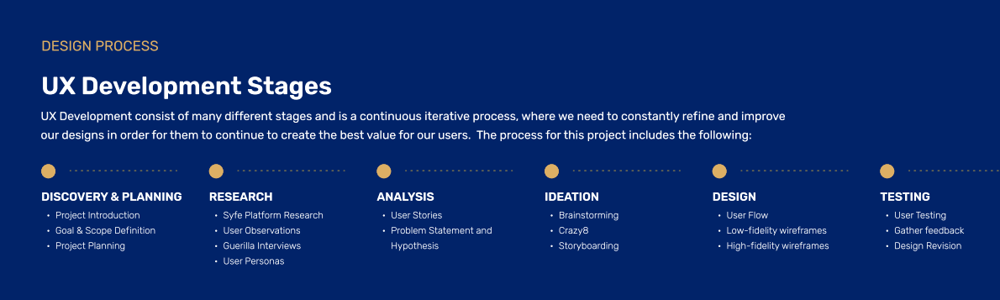 DESIGN PROCESS
UX Development Stages
UX Development consist of many different stages and is a continuous iterative process, where we need to constantly refine and improve
our designs in order for them to continue to create the best value for our users.  The process for this project includes the following:
DISCOVERY & PLANNING
• Project Introduction
• Goal & Scope Definition
• Project Planning
RESEARCH
• Syfe Platform Research
• User Observations
• Guerilla Interviews
• User Personas
ANALYSIS
• User Stories
• Problem Statement and
Hypothesis
IDEATION
• Brainstorming
• Crazy8
• Storyboarding
DESIGN
• User Flow
• Low-fidelity wireframes
• High-fidelity wireframes
TESTING
• User Testing
• Gather feedback
• Design Revision